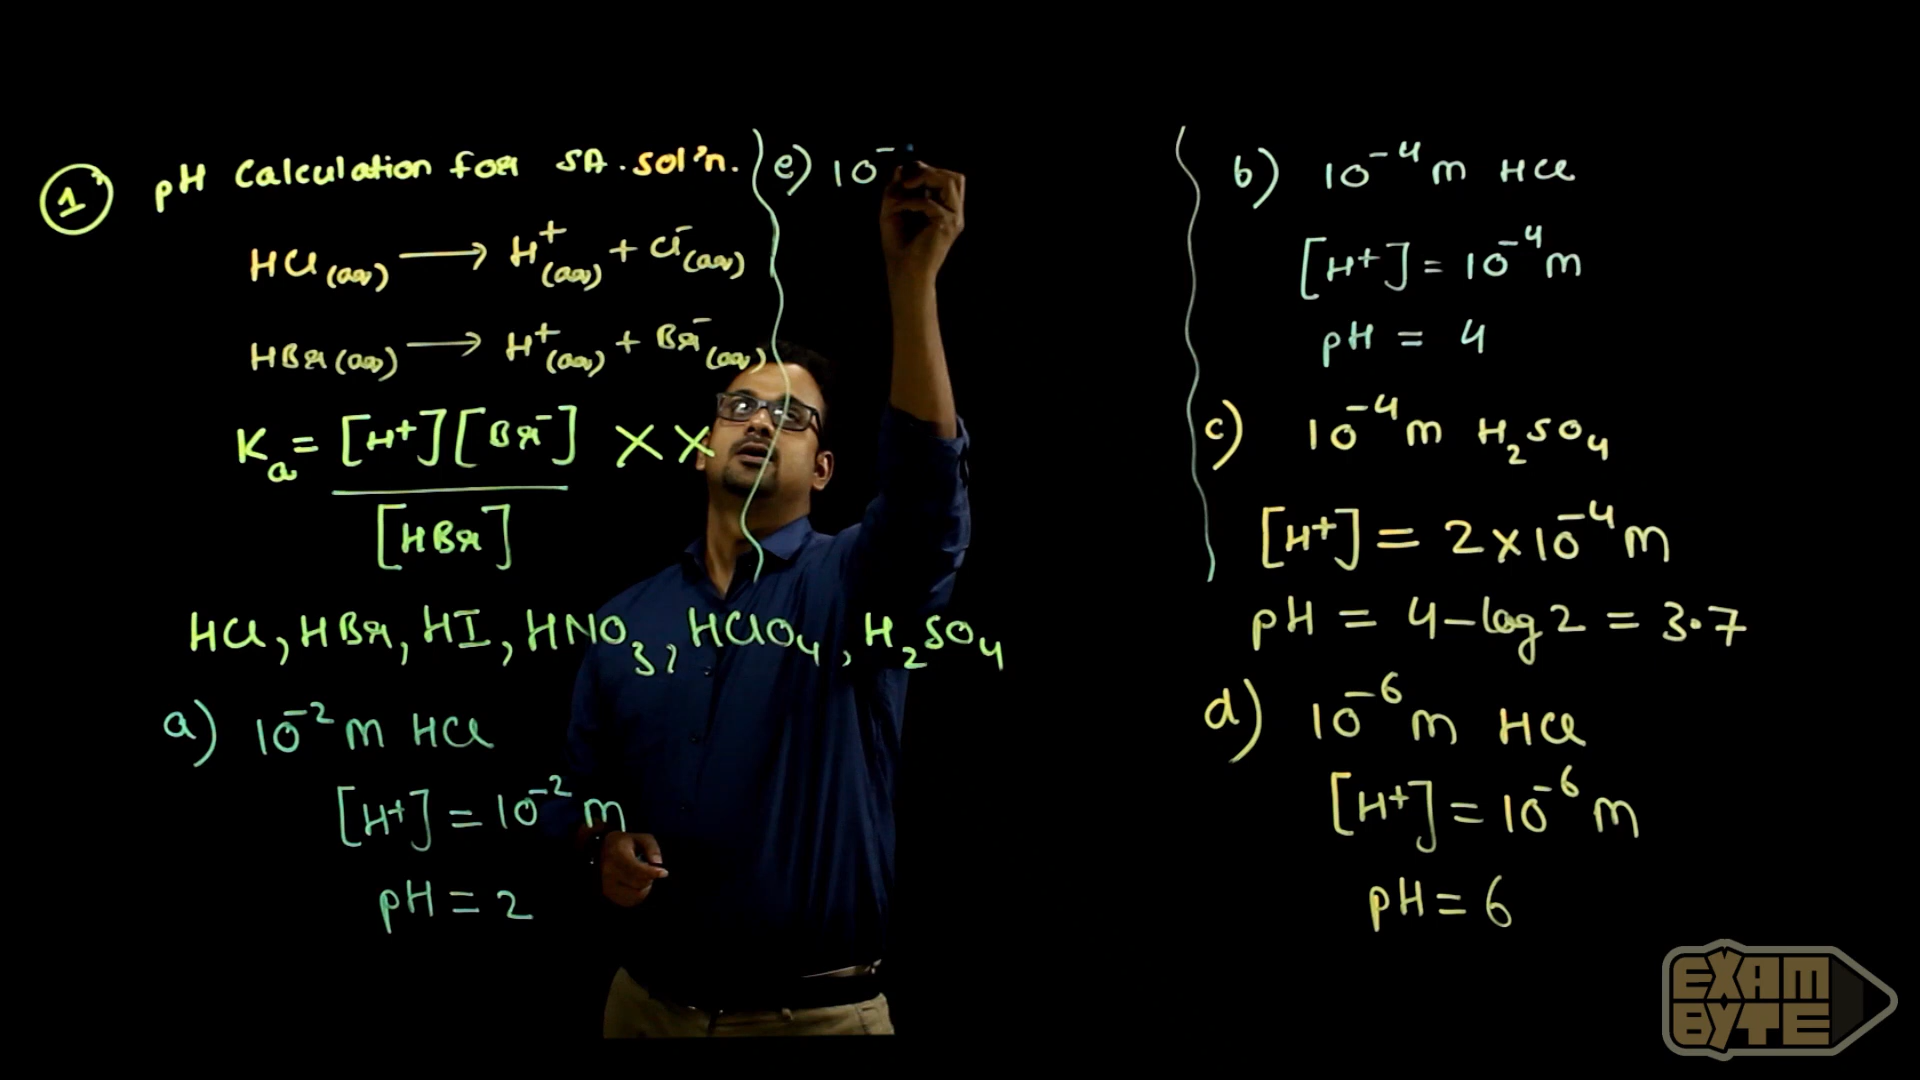 1 pH Calculation for SA. sol'n.
HCl(aq) ⟶ H⁺(aq) + Cl⁻(aq)
HBr(aq) ⟶ H⁺(aq) + Br⁻(aq)
Kₐ = [H⁺][Br⁻] ××
[HBr]
HCl, HBr, HI, HNO₃, HClO₄, H₂SO₄
a) 10⁻² m HCl
[H⁺] = 10⁻² m
pH = 2
e) 10⁻
b) 10⁻⁴ m HCl
[H⁺] = 10⁻⁴ m
pH = 4
c) 10⁻⁴ m H₂SO₄
[H⁺] = 2×10⁻⁴ m
pH = 4–log 2 = 3.7
d) 10⁻⁶ m HCl
[H⁺] = 10⁻⁶ m
pH = 6
EXAM
BYTE